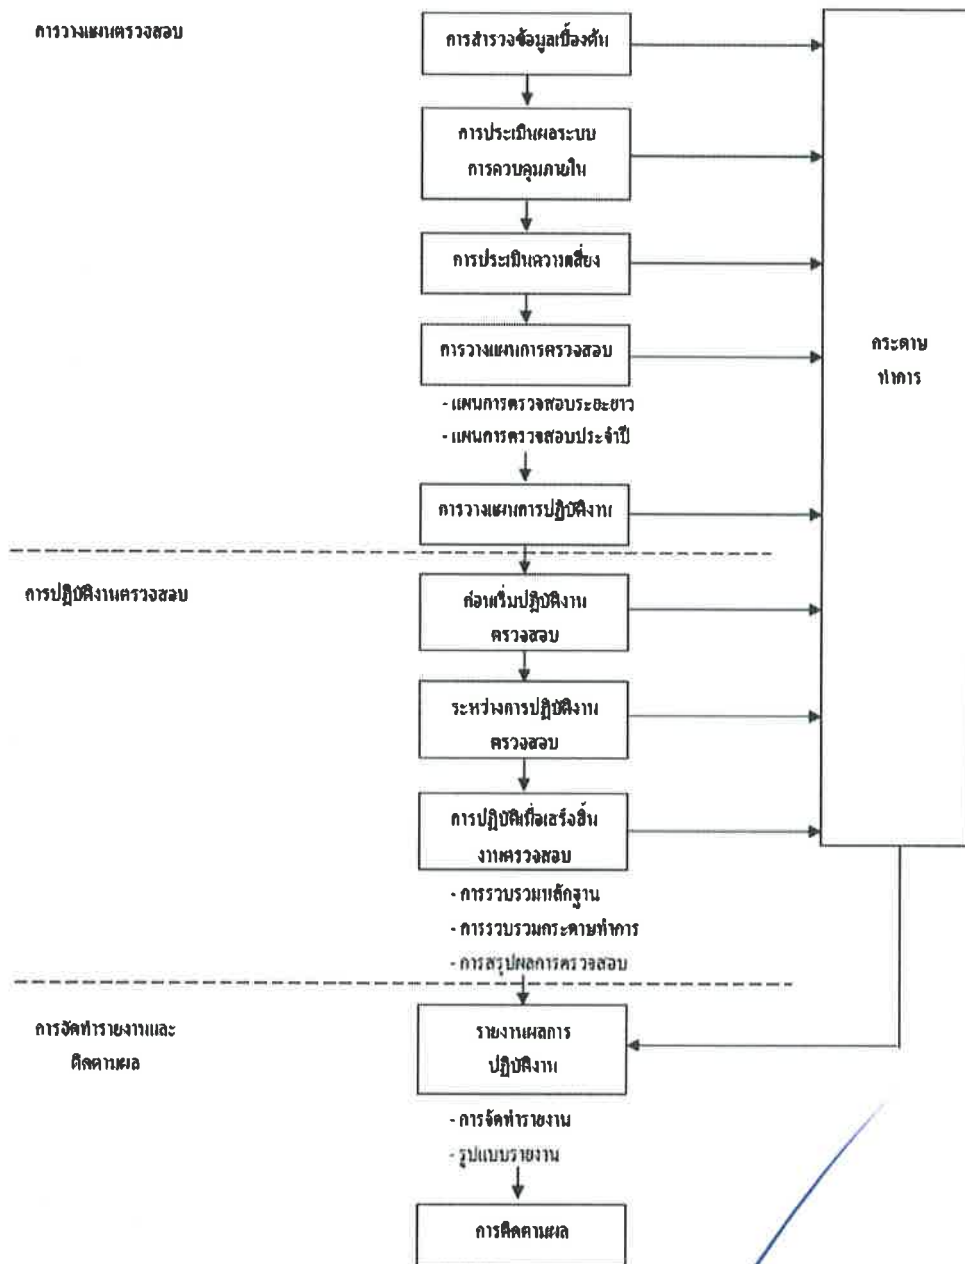 การวางแผนตรวจสอบ
การสำรวจข้อมูลเบื้องต้น
การประเมินผลระบบ
การควบคุมภายใน
การประเมินความเสี่ยง
การวางแผนการตรวจสอบ
- แผนการตรวจสอบระยะยาว
- แผนการตรวจสอบประจำปี
การวางแผนการปฏิบัติงาน
กระดาษ
ทำการ
การปฏิบัติงานตรวจสอบ
ก่อนเริ่มปฏิบัติงาน
ตรวจสอบ
ระหว่างการปฏิบัติงาน
ตรวจสอบ
การปฏิบัติเมื่อเสร็จสิ้น
งานตรวจสอบ
- การรวบรวมหลักฐาน
- การรวบรวมกระดาษทำการ
- การสรุปผลการตรวจสอบ
การจัดทำรายงานและ
ติดตามผล
รายงานผลการ
ปฏิบัติงาน
- การจัดทำรายงาน
- รูปแบบรายงาน
การติดตามผล